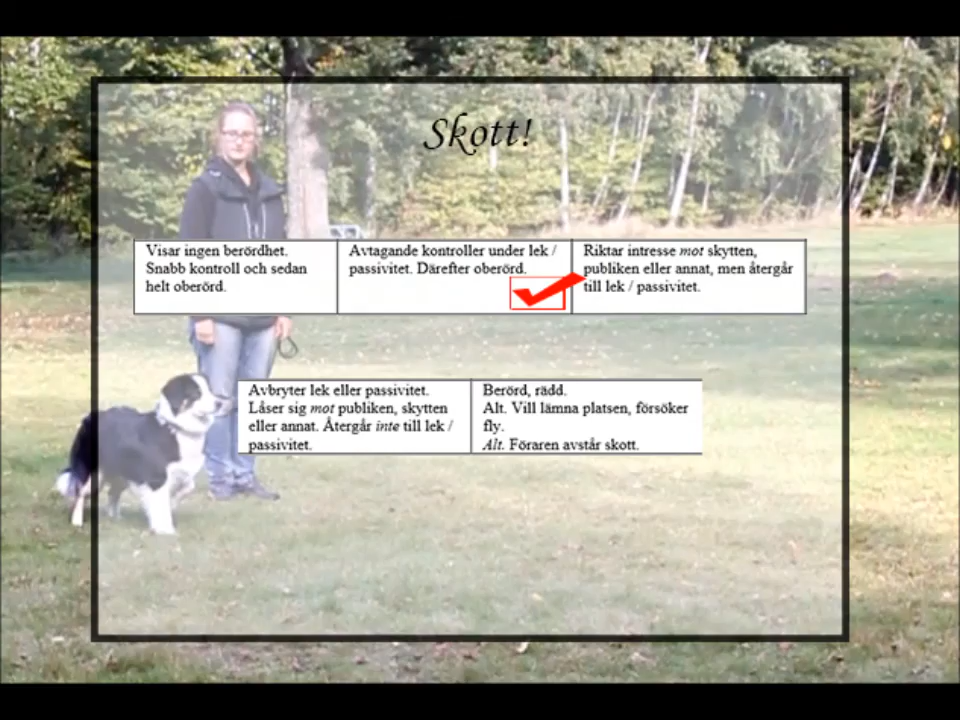 Skott!
Visar ingen berördhet.
Snabb kontroll och sedan
helt oberörd.
Avtagande kontroller under lek /
passivitet. Därefter oberörd.
Riktar intresse mot skytten,
publiken eller annat, men återgår
till lek / passivitet.
Avbryter lek eller passivitet.
Låser sig mot publiken, skytten
eller annat. Återgår inte till lek /
passivitet.
Berörd, rädd.
Alt. Vill lämna platsen, försöker
fly.
Alt. Föraren avstår skott.